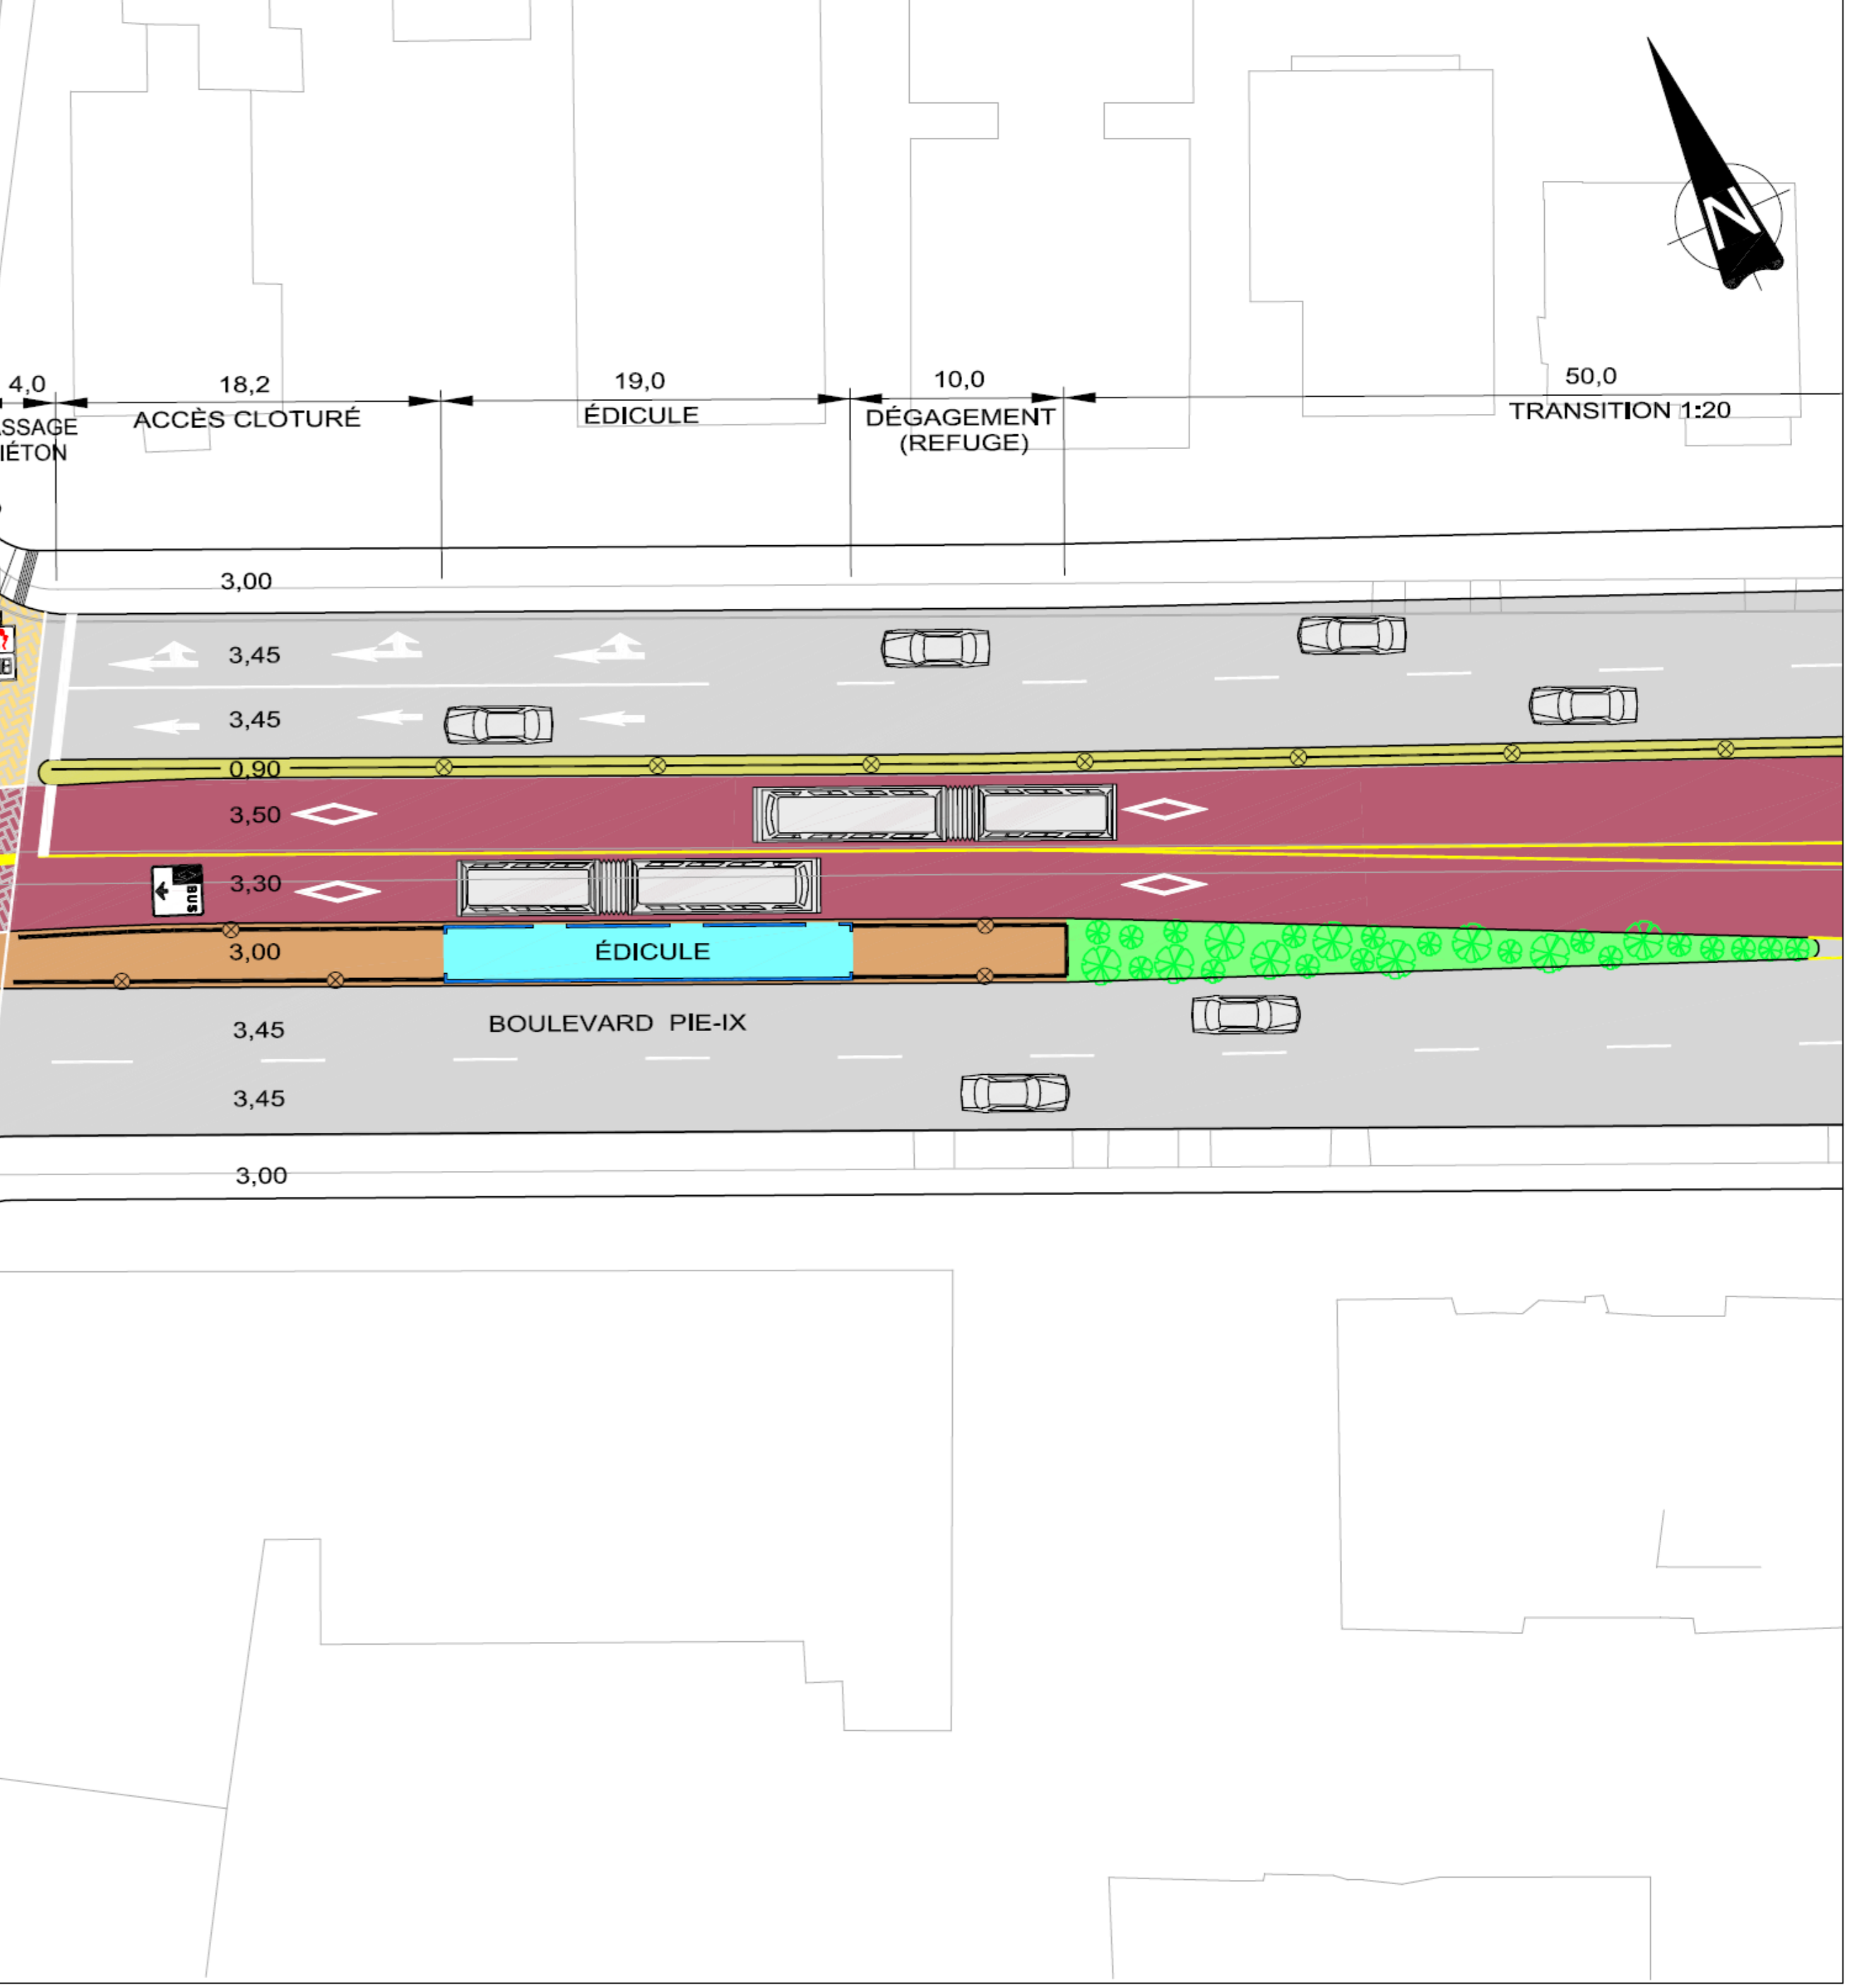 4,0
18,2
19,0
10,0
50,0
ACCÈS CLOTURÉ
ÉDICULE
DÉGAGEMENT
(REFUGE)
TRANSITION 1:20
SSAGE
IÉTON
N
3,00
3,45
3,45
0,90
3,50
3,30
BUS
3,00
ÉDICULE
3,45
BOULEVARD PIE-IX
3,45
3,00